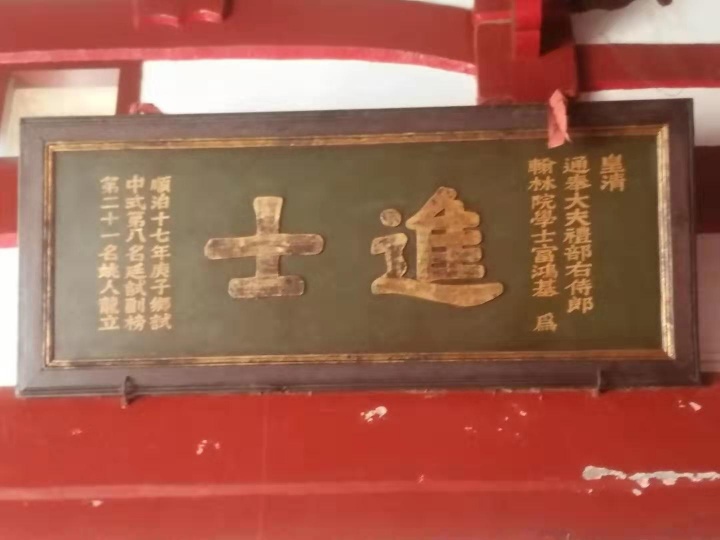 皇清
通奉大夫禮部右侍郎
翰林院學士富鴻基 爲
進士
順治十七年庚子鄉試
中式第八名廷試副榜
第二十一名姚人龍立